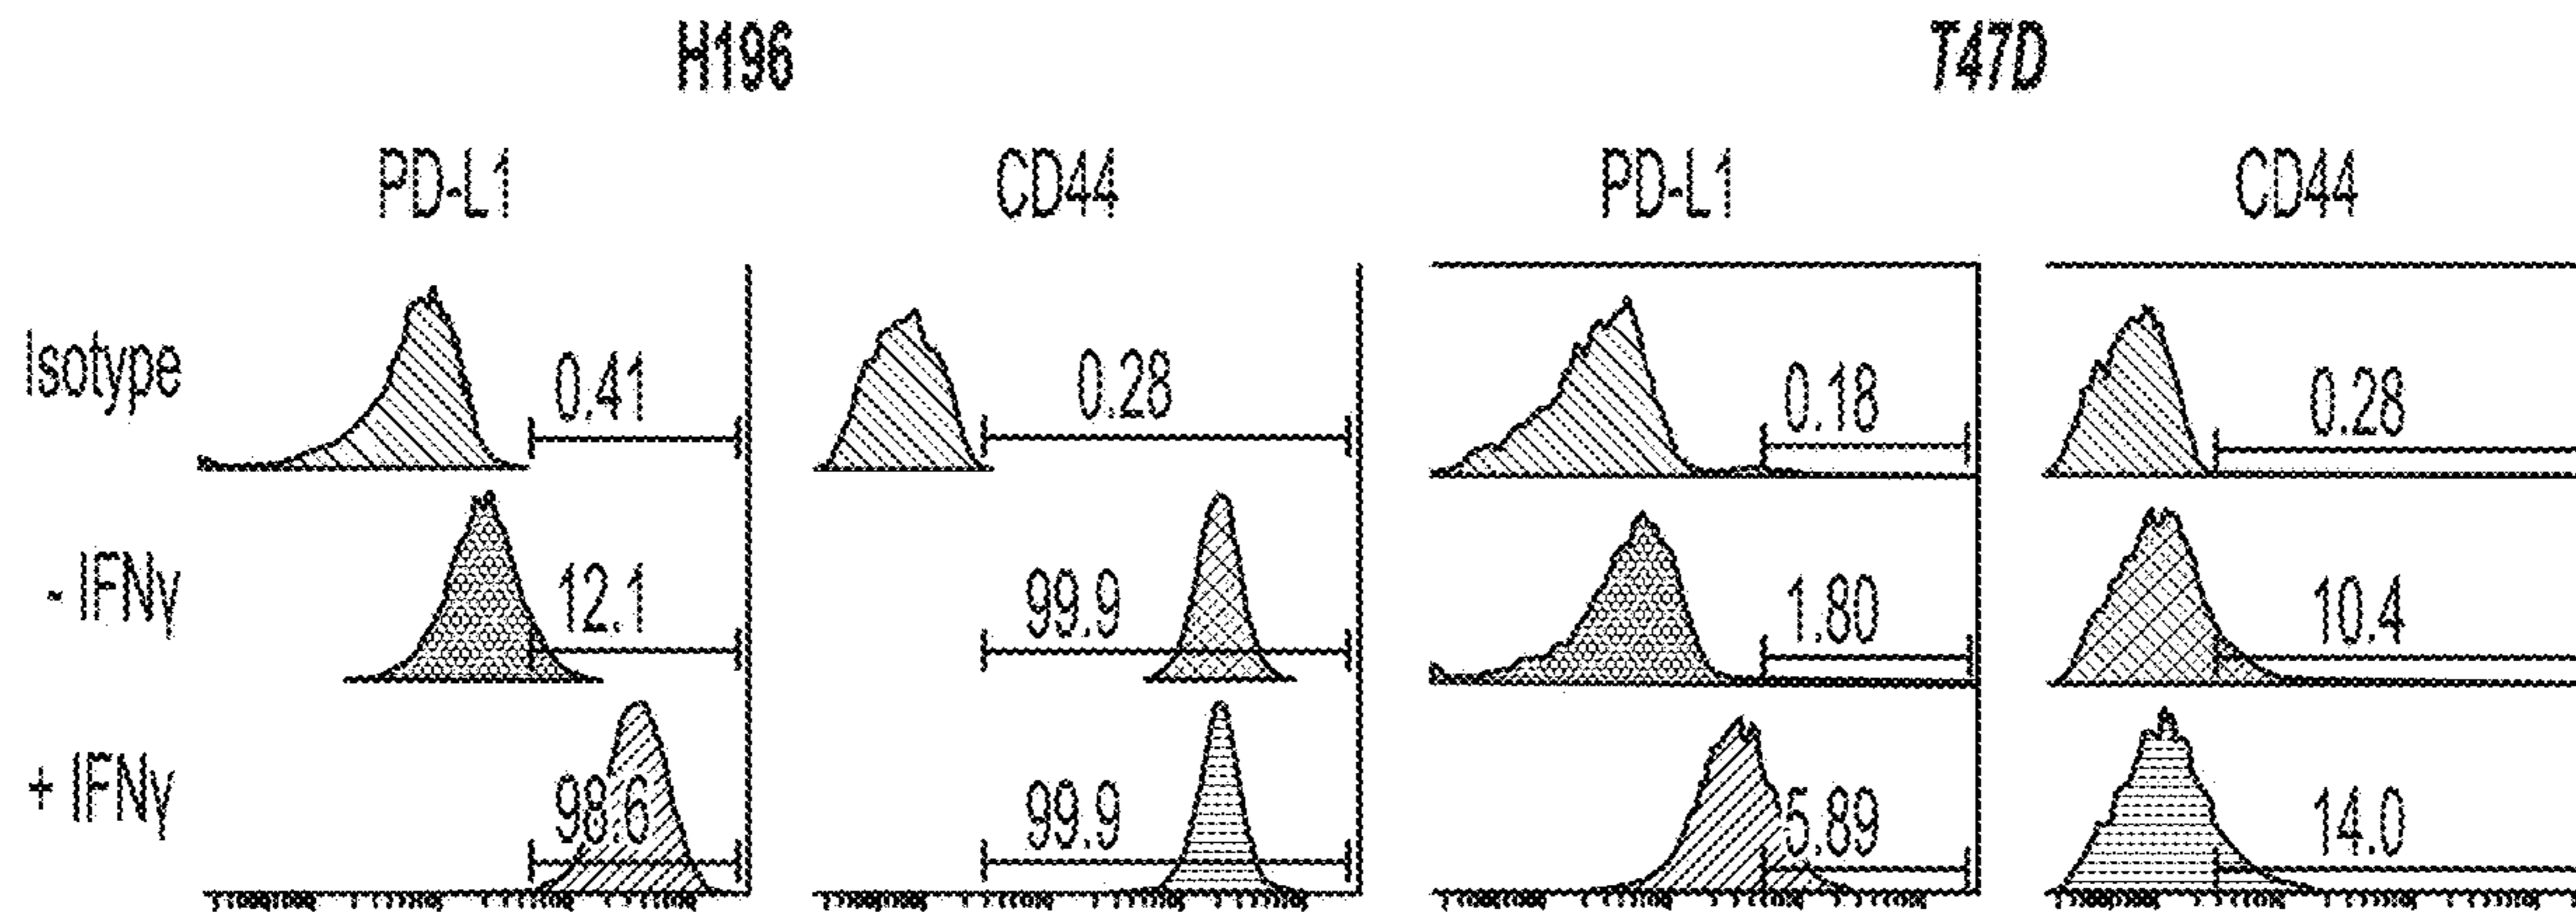 H196 T47D
PD-L1 CD44 PD-L1 CD44
Isotype 0.41 0.28 0.18 0.28
- IFNγ 12.1 99.9 1.80 10.4
+ IFNγ 98.6 99.9 5.89 14.0